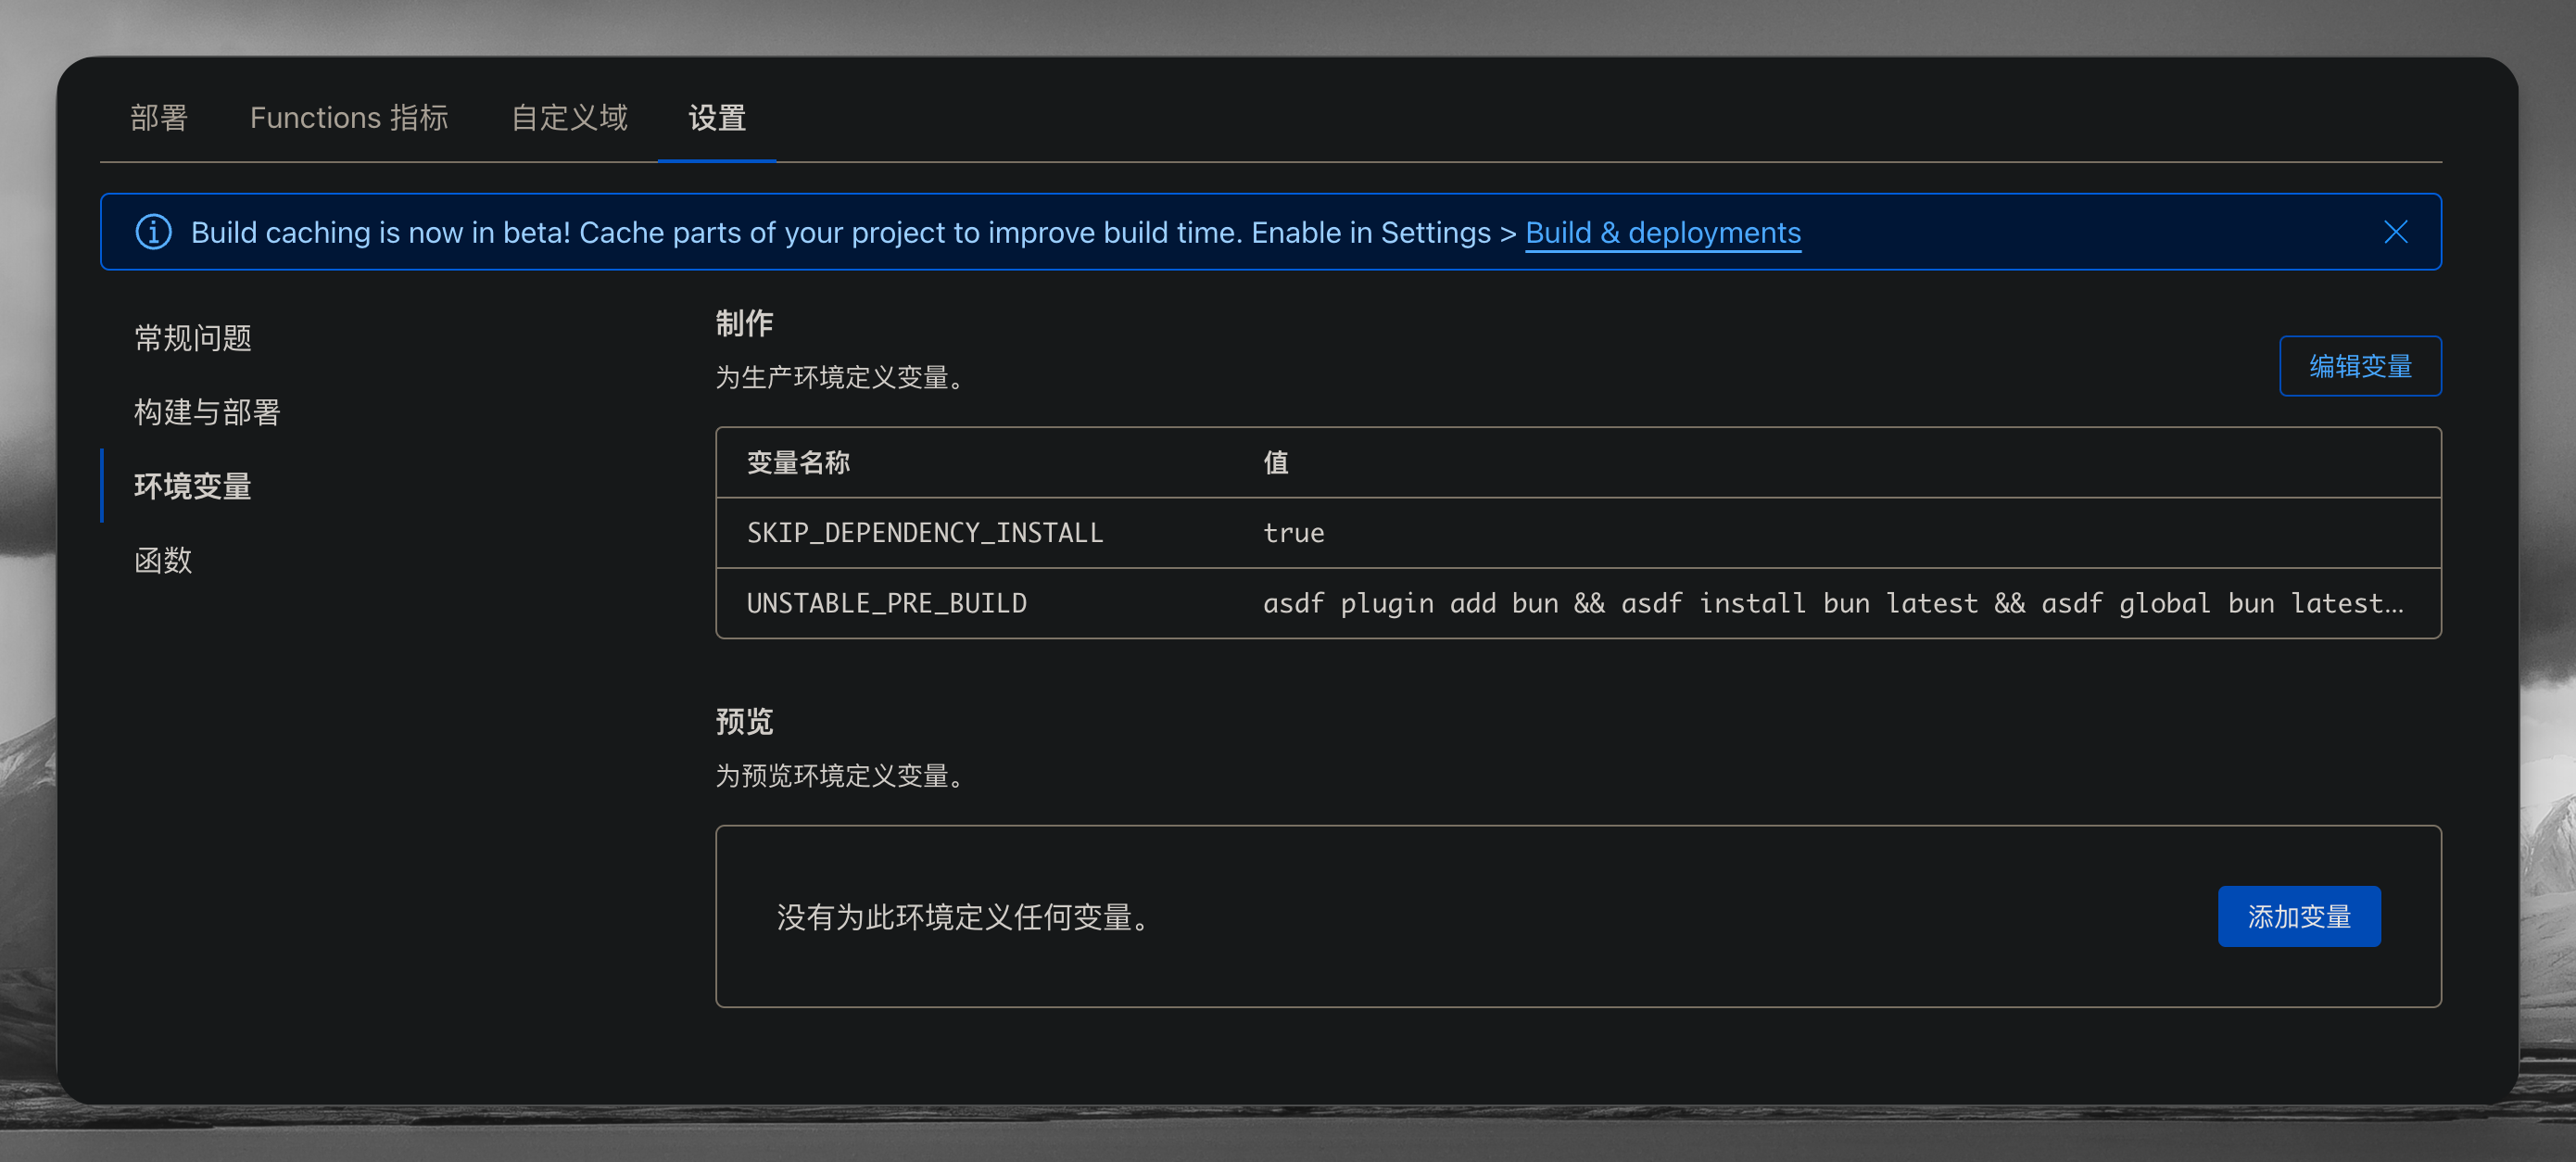 部署 Functions 指标 自定义域 设置
Build caching is now in beta! Cache parts of your project to improve build time. Enable in Settings > Build & deployments
常规问题
构建与部署
环境变量
函数
制作
为生产环境定义变量。
编辑变量
变量名称 值
SKIP_DEPENDENCY_INSTALL true
UNSTABLE_PRE_BUILD asdf plugin add bun && asdf install bun latest && asdf global bun latest...
预览
为预览环境定义变量。
没有为此环境定义任何变量。
添加变量